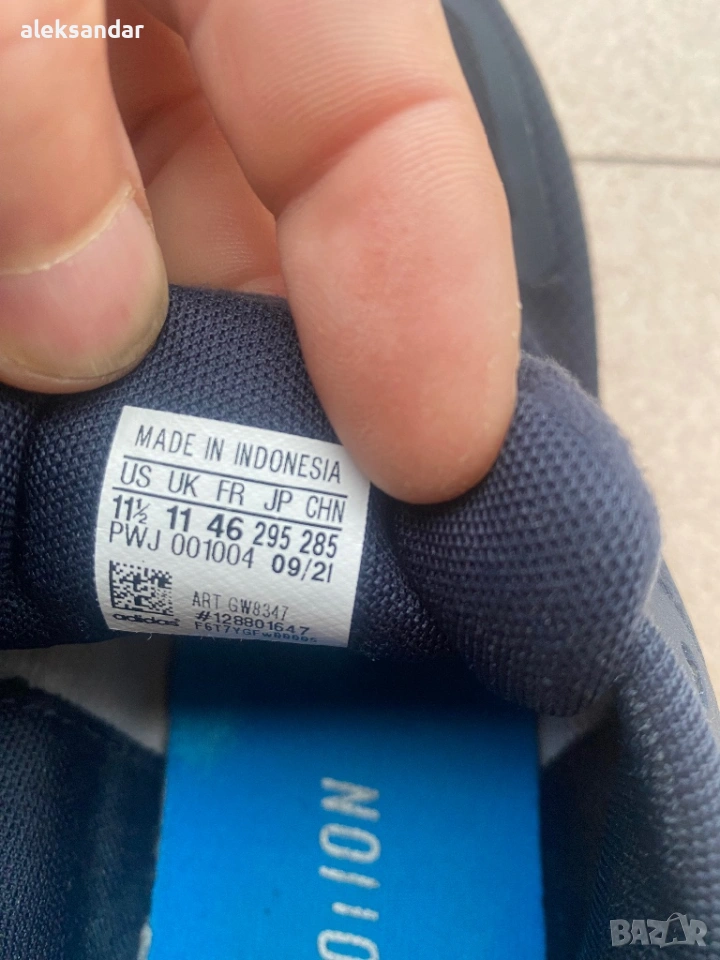 aleksandar
MADE IN INDONESIA
US UK FR JP CHN
11½ 11 46 295 285
PWJ 001004 09/21
ART GW8347
adidas #128801647
OTION
BAZAR